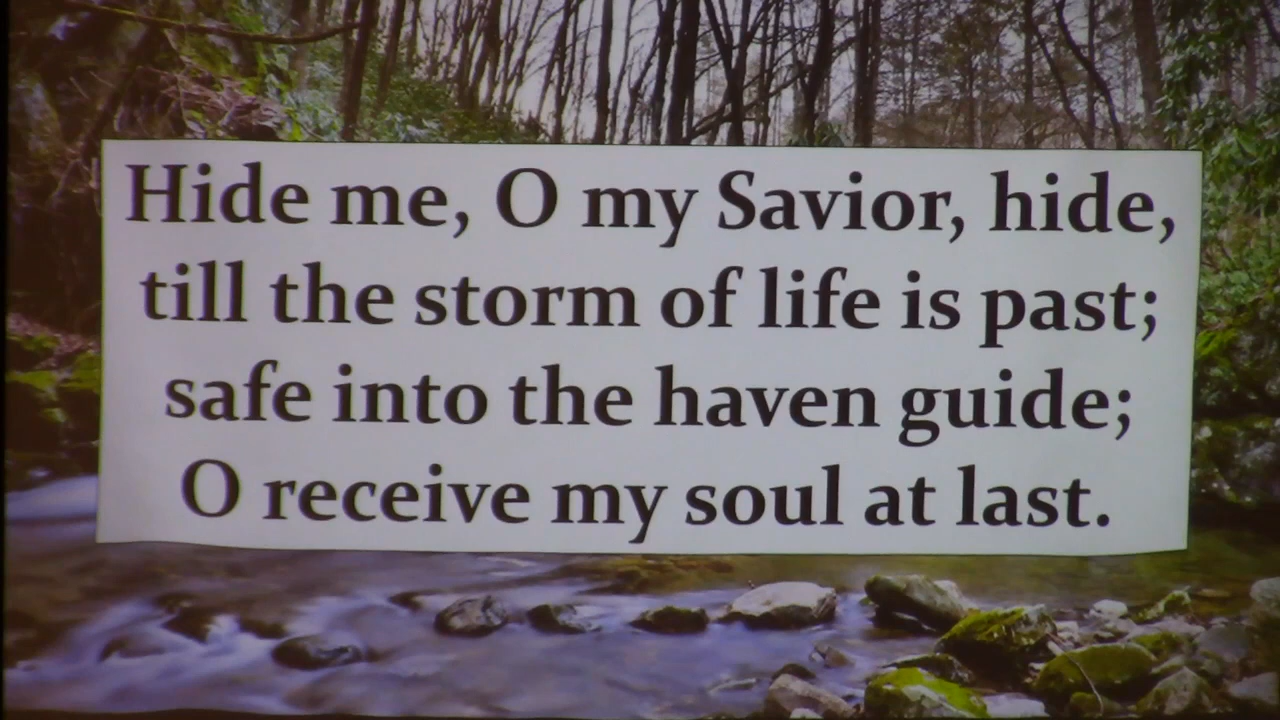 Hide me, O my Savior, hide,
till the storm of life is past;
safe into the haven guide;
O receive my soul at last.